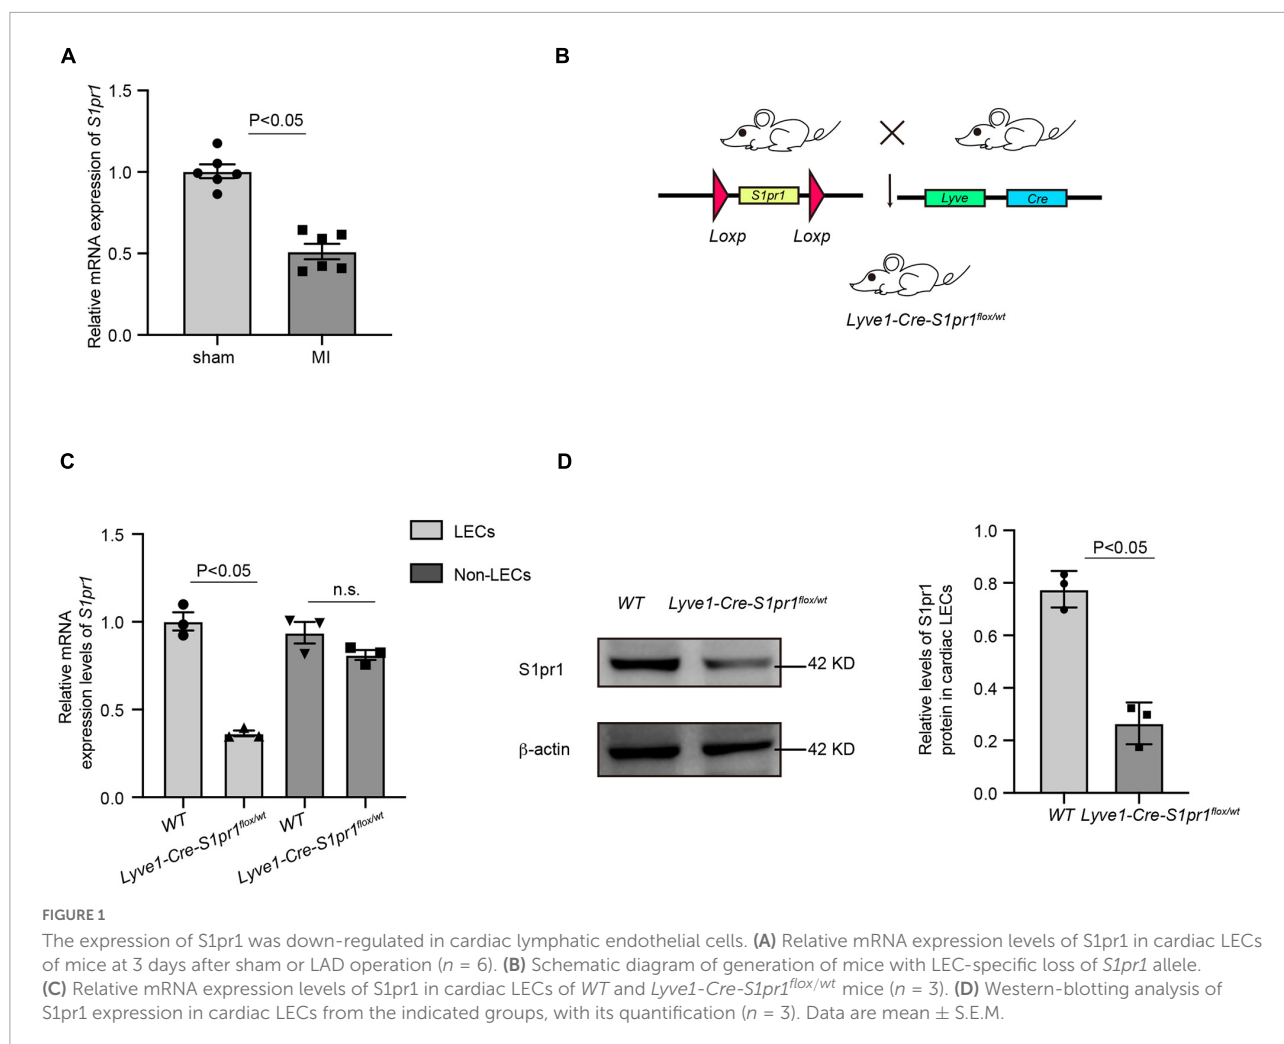 A
Relative mRNA expression of S1pr1
1.5
1.0
0.5
0.0
P<0.05
sham
MI
B
S1pr1
Loxp
Loxp
Lyve
Cre
Lyve1-Cre-S1pr1flox/wt
C
Relative mRNA
expression levels of S1pr1
1.5
1.0
0.5
0.0
P<0.05
n.s.
LECs
Non-LECs
WT
Lyve1-Cre-S1pr1flox/wt
WT
Lyve1-Cre-S1pr1flox/wt
D
WT
Lyve1-Cre-S1pr1flox/wt
S1pr1
42 KD
β-actin
42 KD
Relative levels of S1pr1
protein in cardiac LECs
1.0
0.8
0.6
0.4
0.2
0.0
P<0.05
WT
Lyve1-Cre-S1pr1flox/wt
FIGURE 1
The expression of S1pr1 was down-regulated in cardiac lymphatic endothelial cells. (A) Relative mRNA expression levels of S1pr1 in cardiac LECs
of mice at 3 days after sham or LAD operation (n = 6). (B) Schematic diagram of generation of mice with LEC-specific loss of S1pr1 allele.
(C) Relative mRNA expression levels of S1pr1 in cardiac LECs of WT and Lyve1-Cre-S1pr1flox/wt mice (n = 3). (D) Western-blotting analysis of
S1pr1 expression in cardiac LECs from the indicated groups, with its quantification (n = 3). Data are mean ± S.E.M.